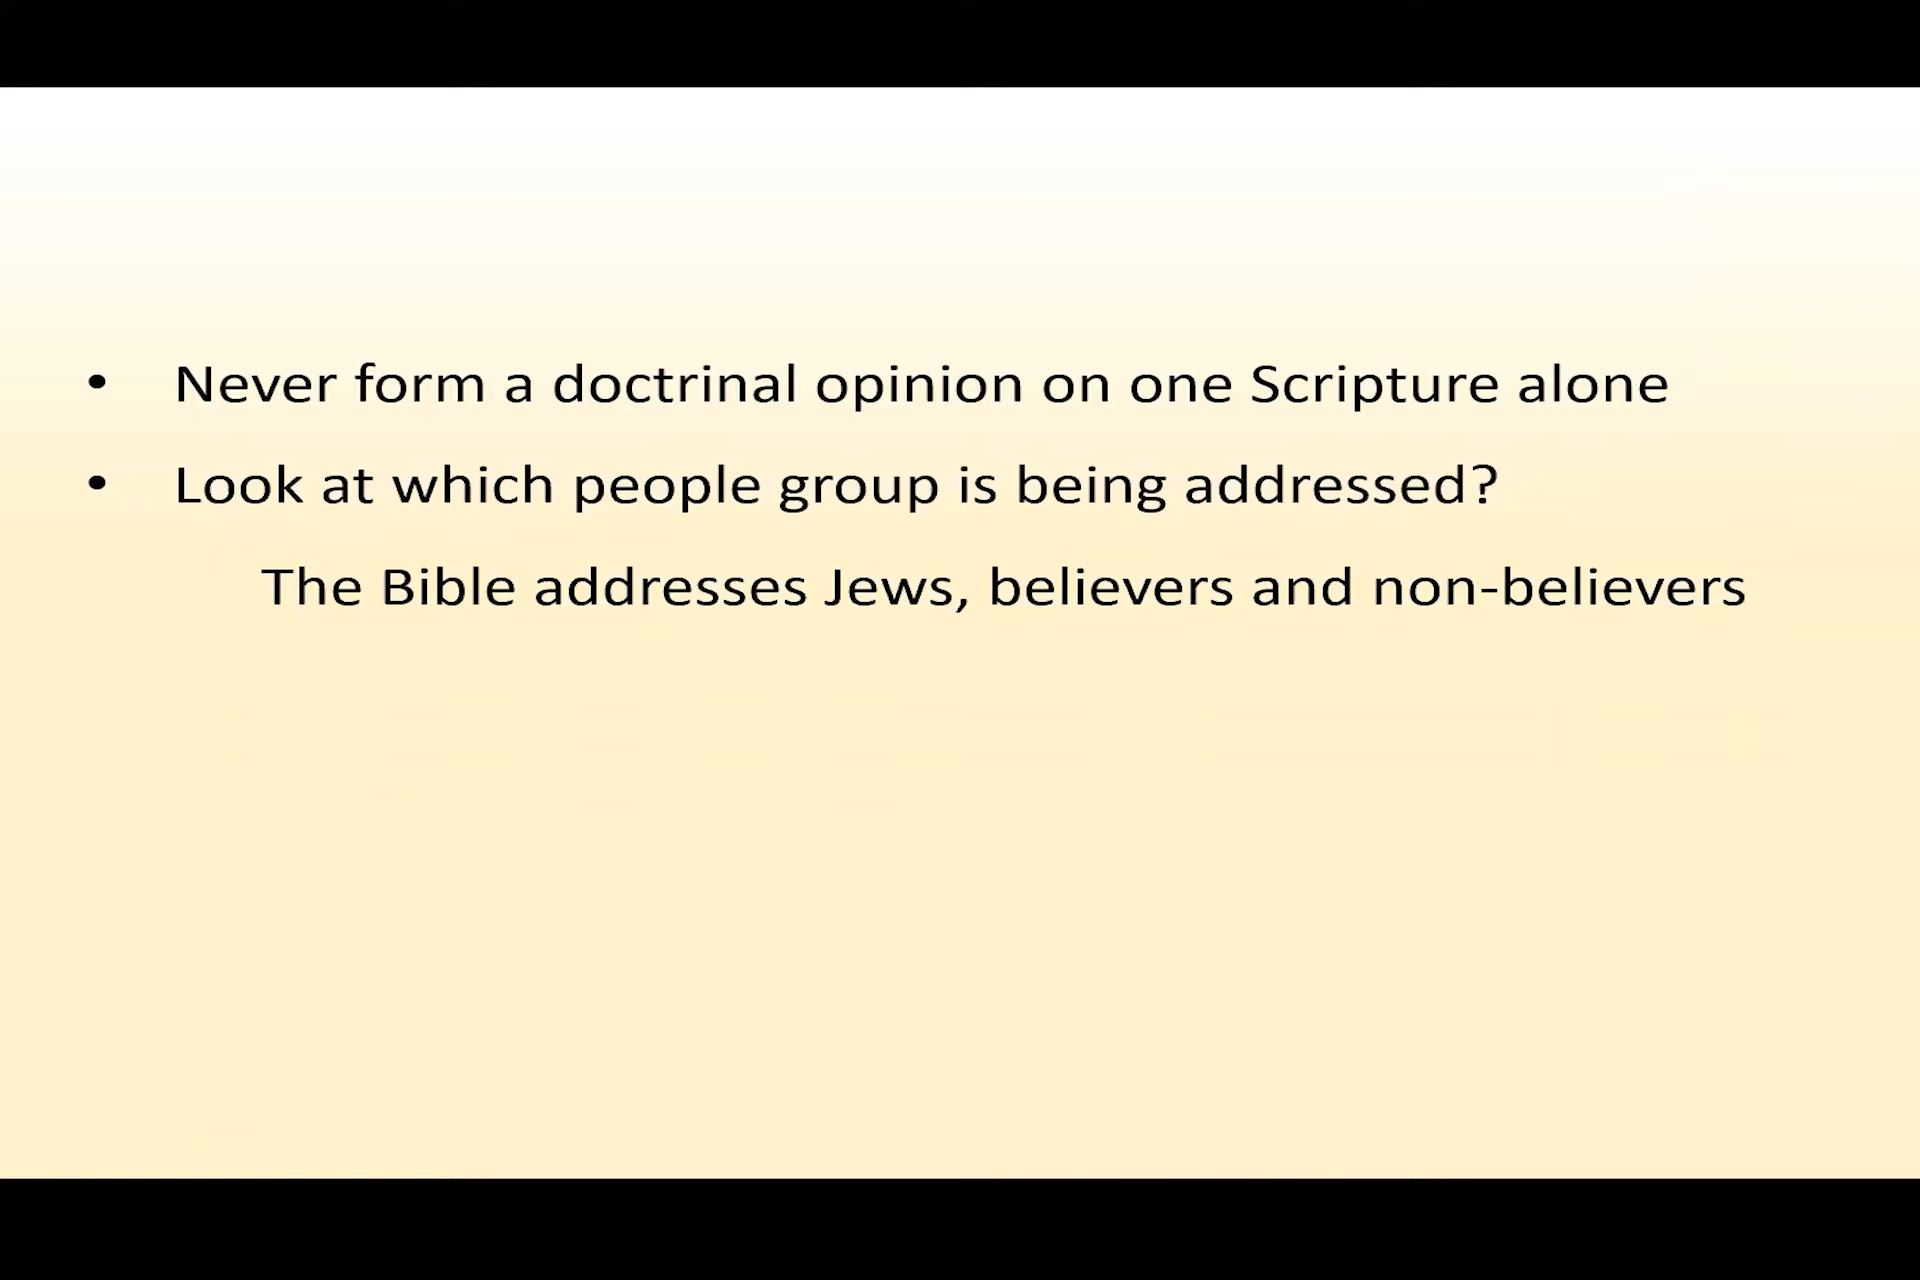 • Never form a doctrinal opinion on one Scripture alone
• Look at which people group is being addressed?
The Bible addresses Jews, believers and non-believers